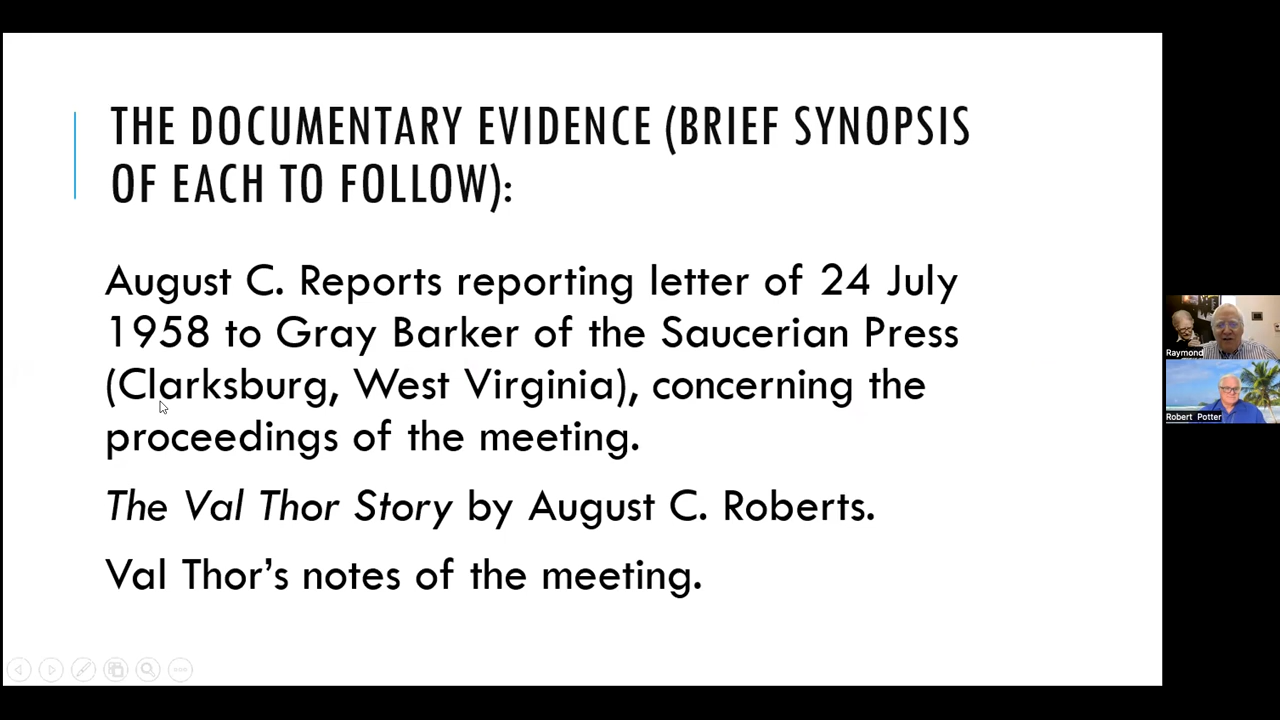 THE DOCUMENTARY EVIDENCE (BRIEF SYNOPSIS
OF EACH TO FOLLOW):
August C. Reports reporting letter of 24 July
1958 to Gray Barker of the Saucerian Press
(Clarksburg, West Virginia), concerning the
proceedings of the meeting.
The Val Thor Story by August C. Roberts.
Val Thor’s notes of the meeting.
Raymond
Robert Potter